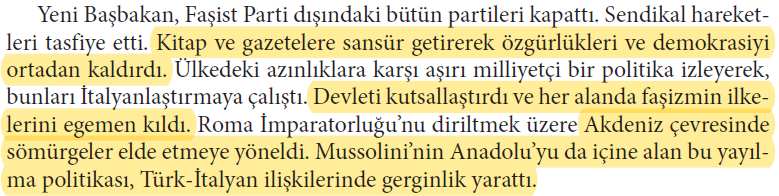 Yeni Başbakan, Faşist Parti dışındaki bütün partileri kapattı. Sendikal hareket-
leri tasfiye etti. Kitap ve gazetelere sansür getirerek özgürlükleri ve demokrasiyi
ortadan kaldırdı. Ülkedeki azınlıklara karşı aşırı milliyetçi bir politika izleyerek,
bunları İtalyanlaştırmaya çalıştı. Devleti kutsallaştırdı ve her alanda faşizmin ilke-
lerini egemen kıldı. Roma İmparatorluğu’nu diriltmek üzere Akdeniz çevresinde
sömürgeler elde etmeye yöneldi. Mussolini’nin Anadolu’yu da içine alan bu yayıl-
ma politikası, Türk-İtalyan ilişkilerinde gerginlik yarattı.